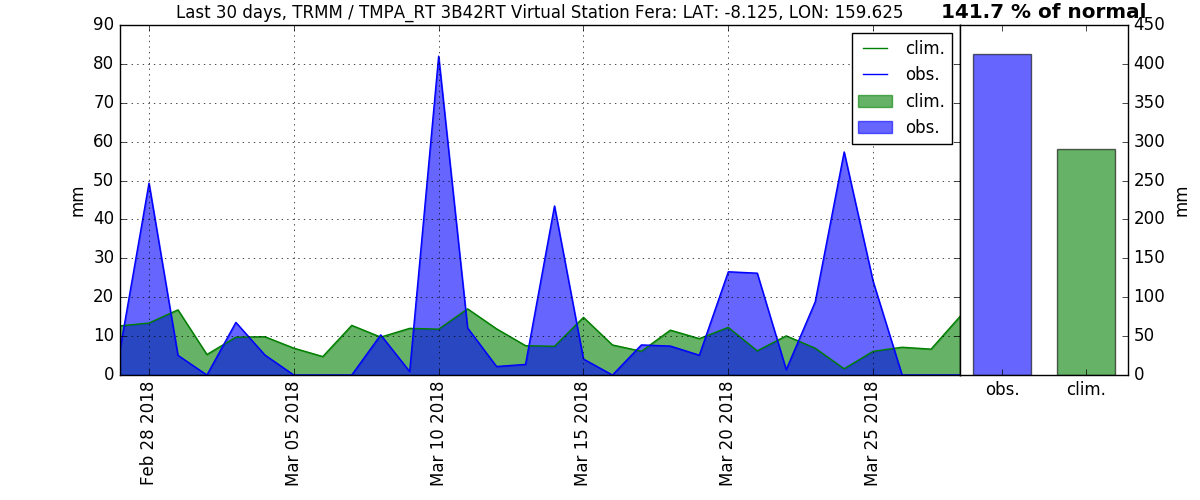 Last 30 days, TRMM / TMPA_RT 3B42RT Virtual Station Fera: LAT: -8.125, LON: 159.625
141.7 % of normal
90
80
70
60
50
40
30
20
10
0
mm
clim.
obs.
clim.
obs.
Feb 28 2018
Mar 05 2018
Mar 10 2018
Mar 15 2018
Mar 20 2018
Mar 25 2018
450
400
350
300
250
200
150
100
50
0
mm
obs.
clim.